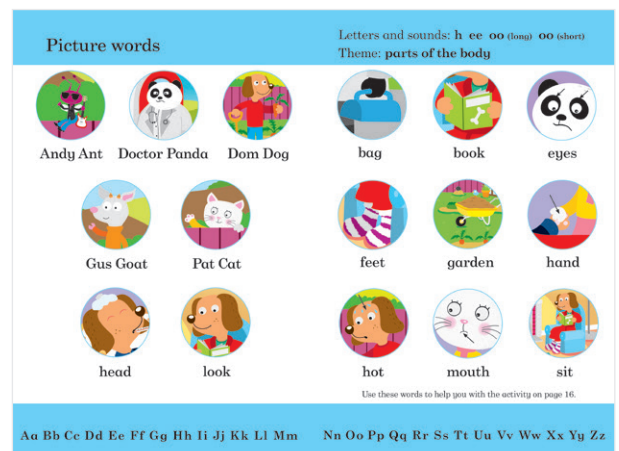 Picture words
Letters and sounds: h ee oo (long) oo (short)
Theme: parts of the body
Andy Ant Doctor Panda Dom Dog
Gus Goat Pat Cat
head look
bag book eyes
feet garden hand
hot mouth sit
Use these words to help you with the activity on page 16.
Aa Bb Cc Dd Ee Ff Gg Hh Ii Jj Kk Ll Mm
Nn Oo Pp Qq Rr Ss Tt Uu Vv Ww Xx Yy Zz